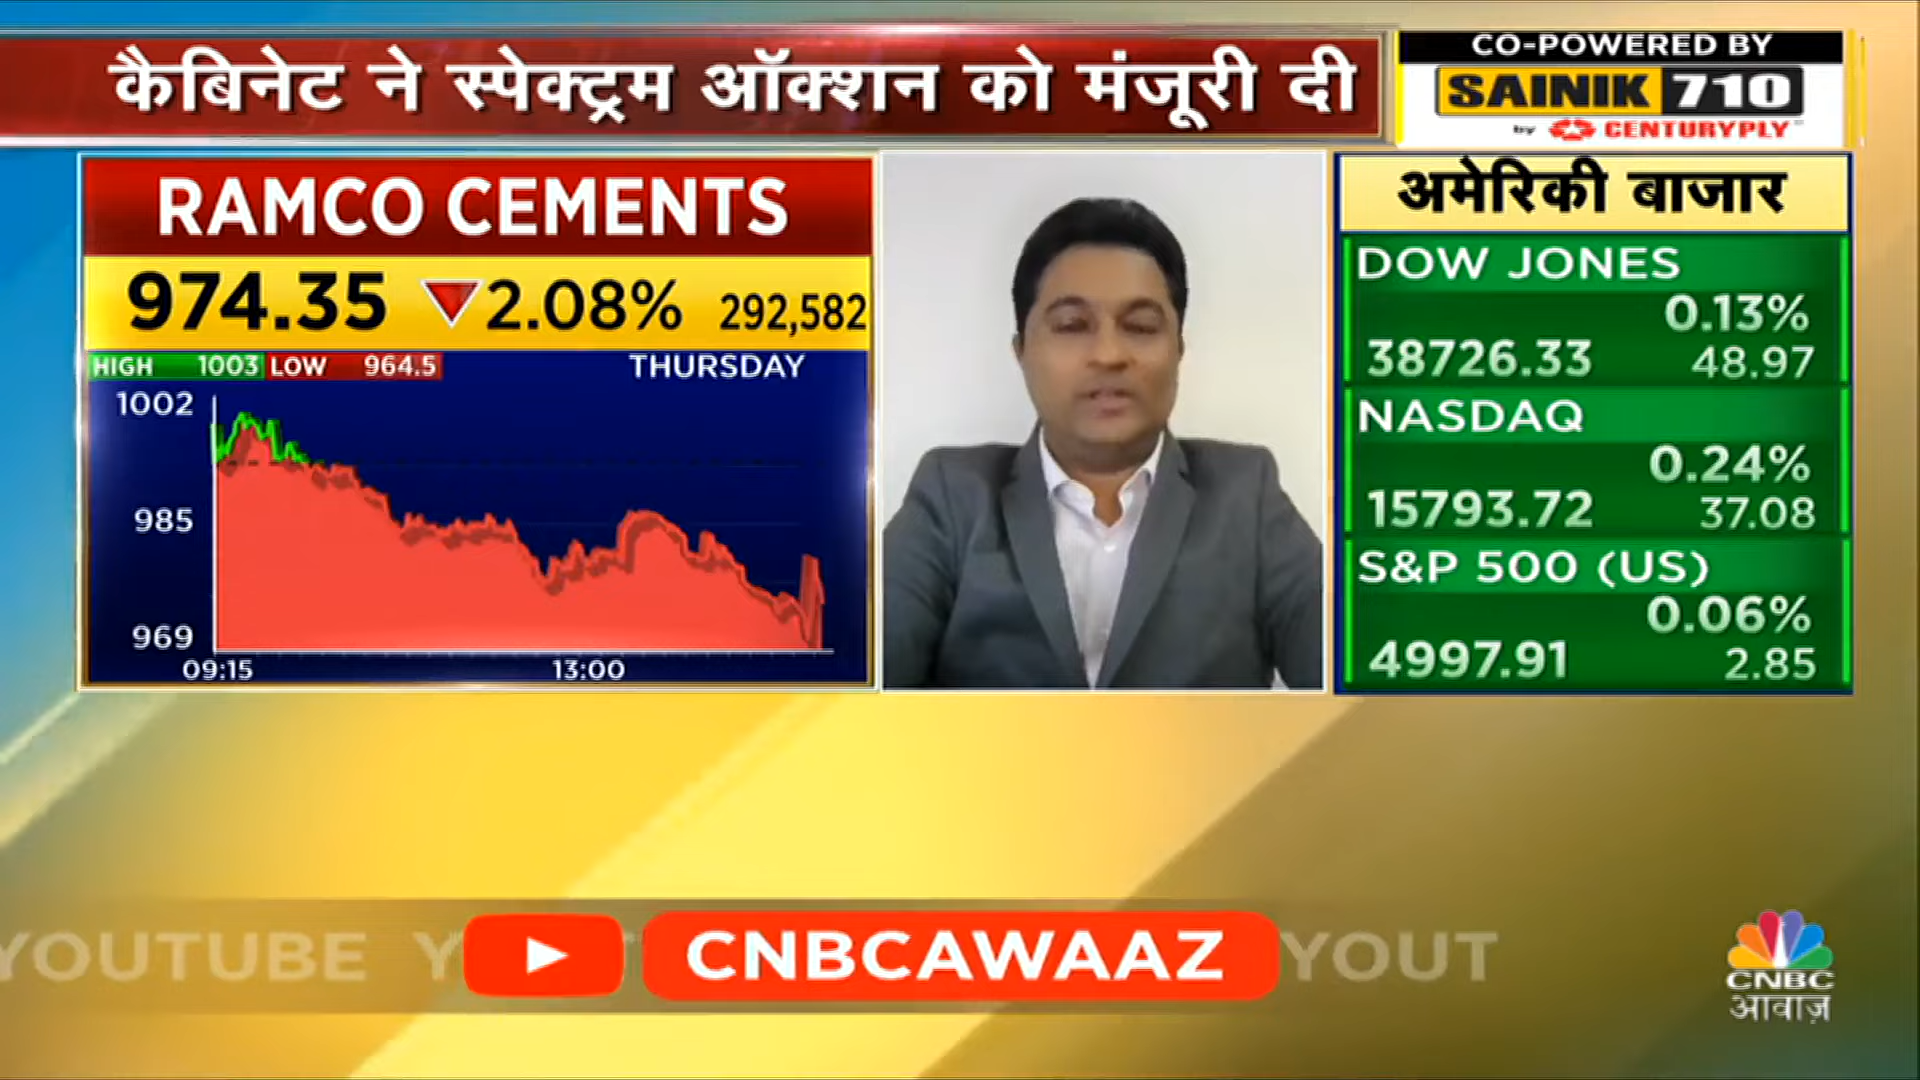 कैबिनेट ने स्पेक्ट्रम ऑक्शन को मंजूरी दी
CO-POWERED BY
SAINIK 710
by CENTURYPLY
RAMCO CEMENTS
974.35 2.08% 292,582
HIGH 1003 LOW 964.5 THURSDAY
1002
985
969
09:15 13:00
अमेरिकी बाजार
DOW JONES
0.13%
38726.33 48.97
NASDAQ
0.24%
15793.72 37.08
S&P 500 (US)
0.06%
4997.91 2.85
YOUTUBE Y CNBCAWAAZ YOUT
CNBC
आवाज़